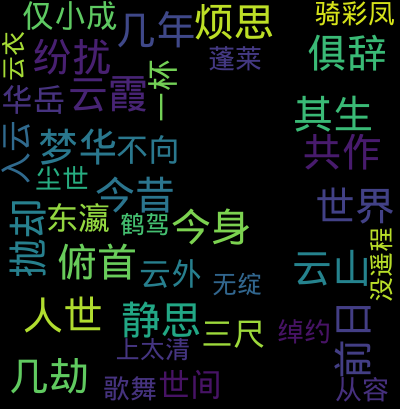 仅小成
几年
烦思
骑彩凤
云衣
纷扰
蓬莱
俱辞
华岳
云霞
一杯
其生
入云
梦华
不向
共作
尘世
今昔
世界
抛却
东瀛
鹤驾
今身
没遥程
俯首
云外
无绽
云山
人世
静思
三尺
绰约
前日
上太清
几劫
歌舞
世间
从容